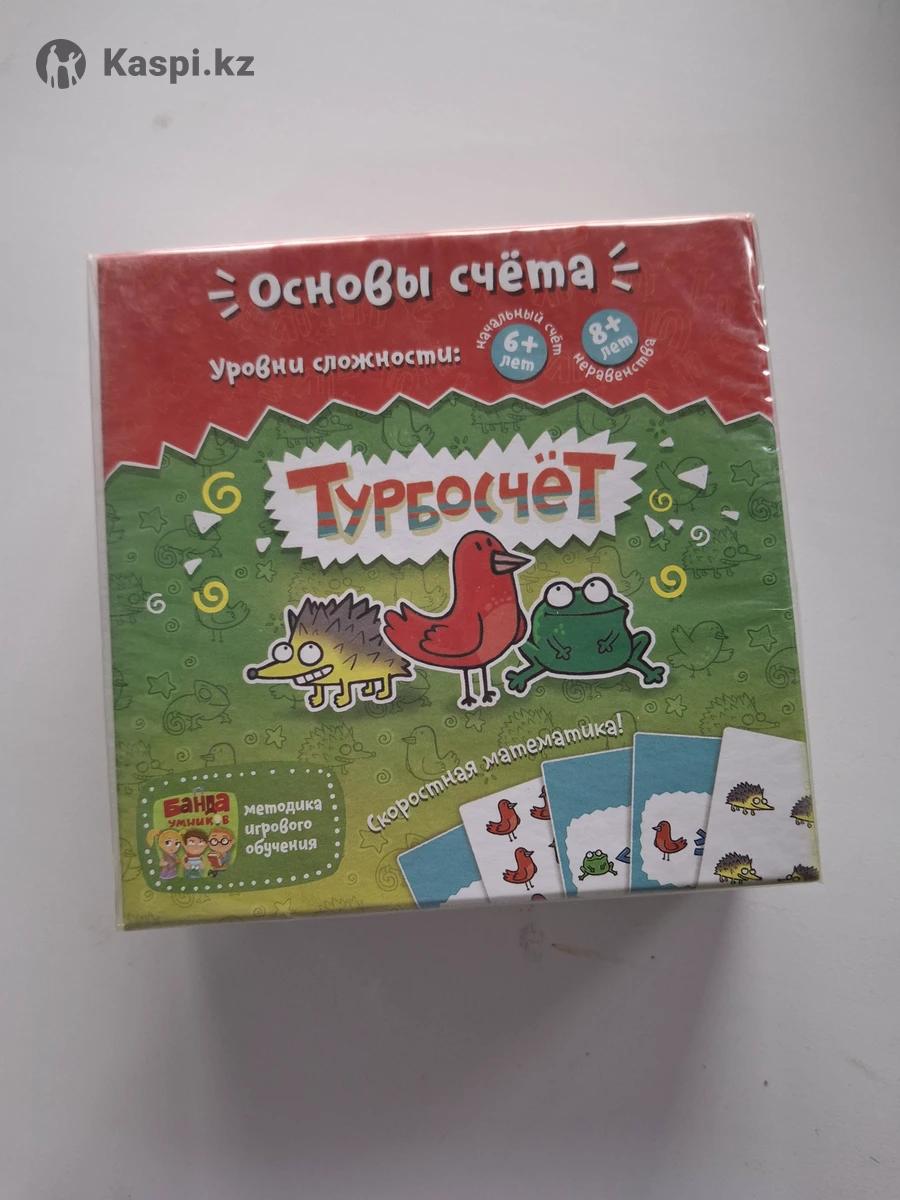 Kaspi.kz
Основы счёта
Уровни сложности:
начальный счёт
6+
лет
8+
лет
неравенства
Турбосчёт
Скоростная математика!
Банда
умников
методика
игрового
обучения